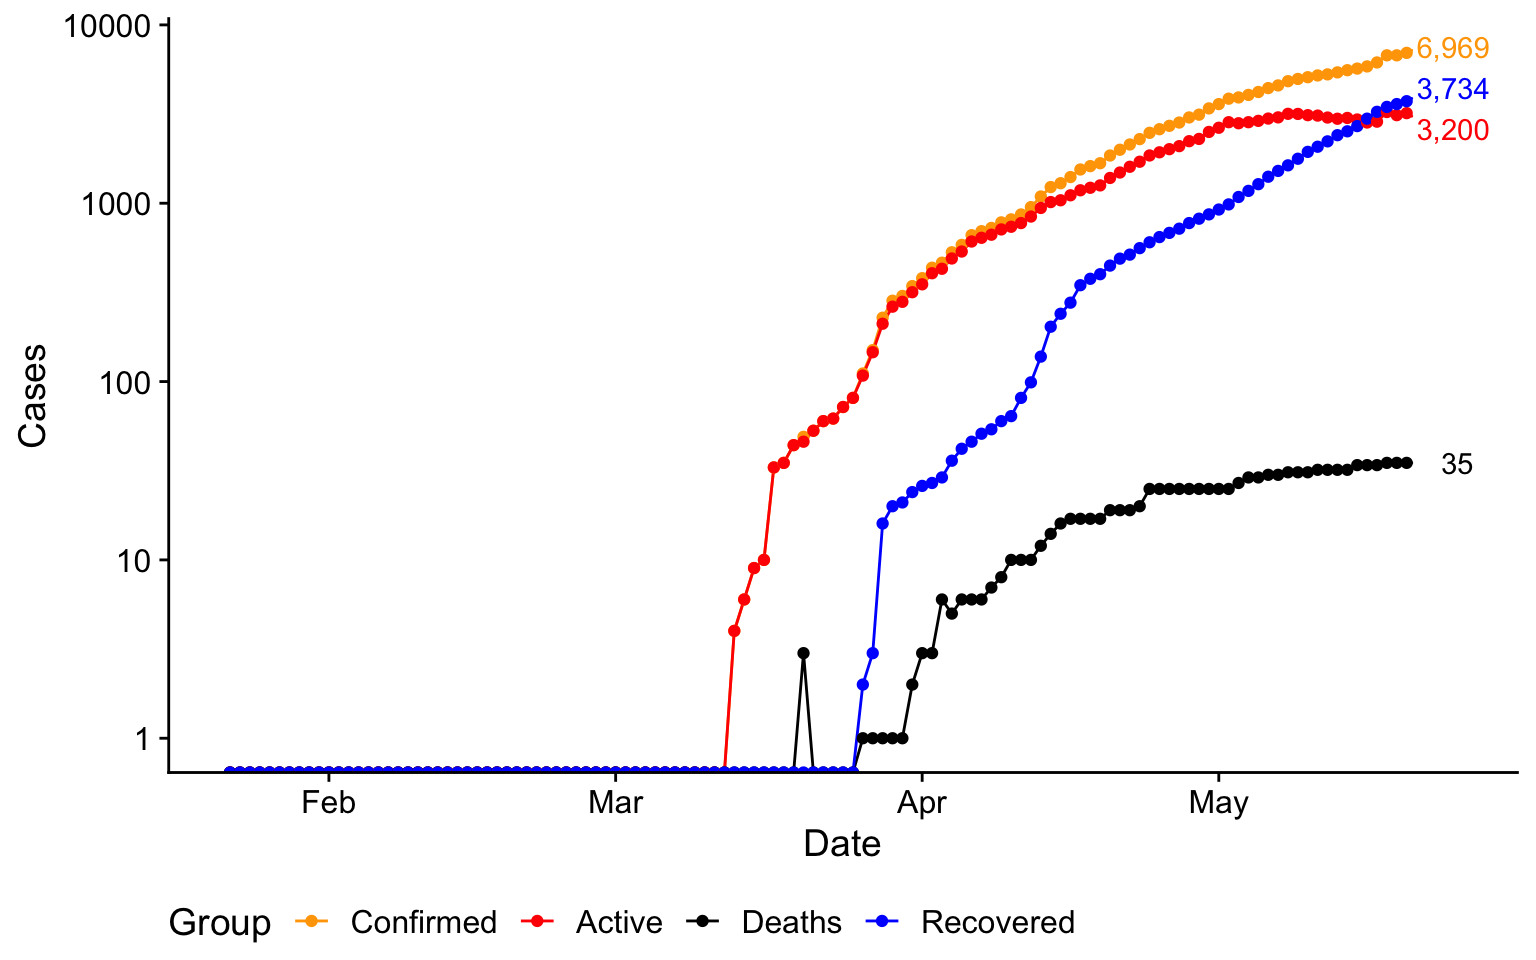 10000
1000
100
10
1
Cases
6,969
3,734
3,200
35
Feb Mar Apr May
Date
Group Confirmed Active Deaths Recovered